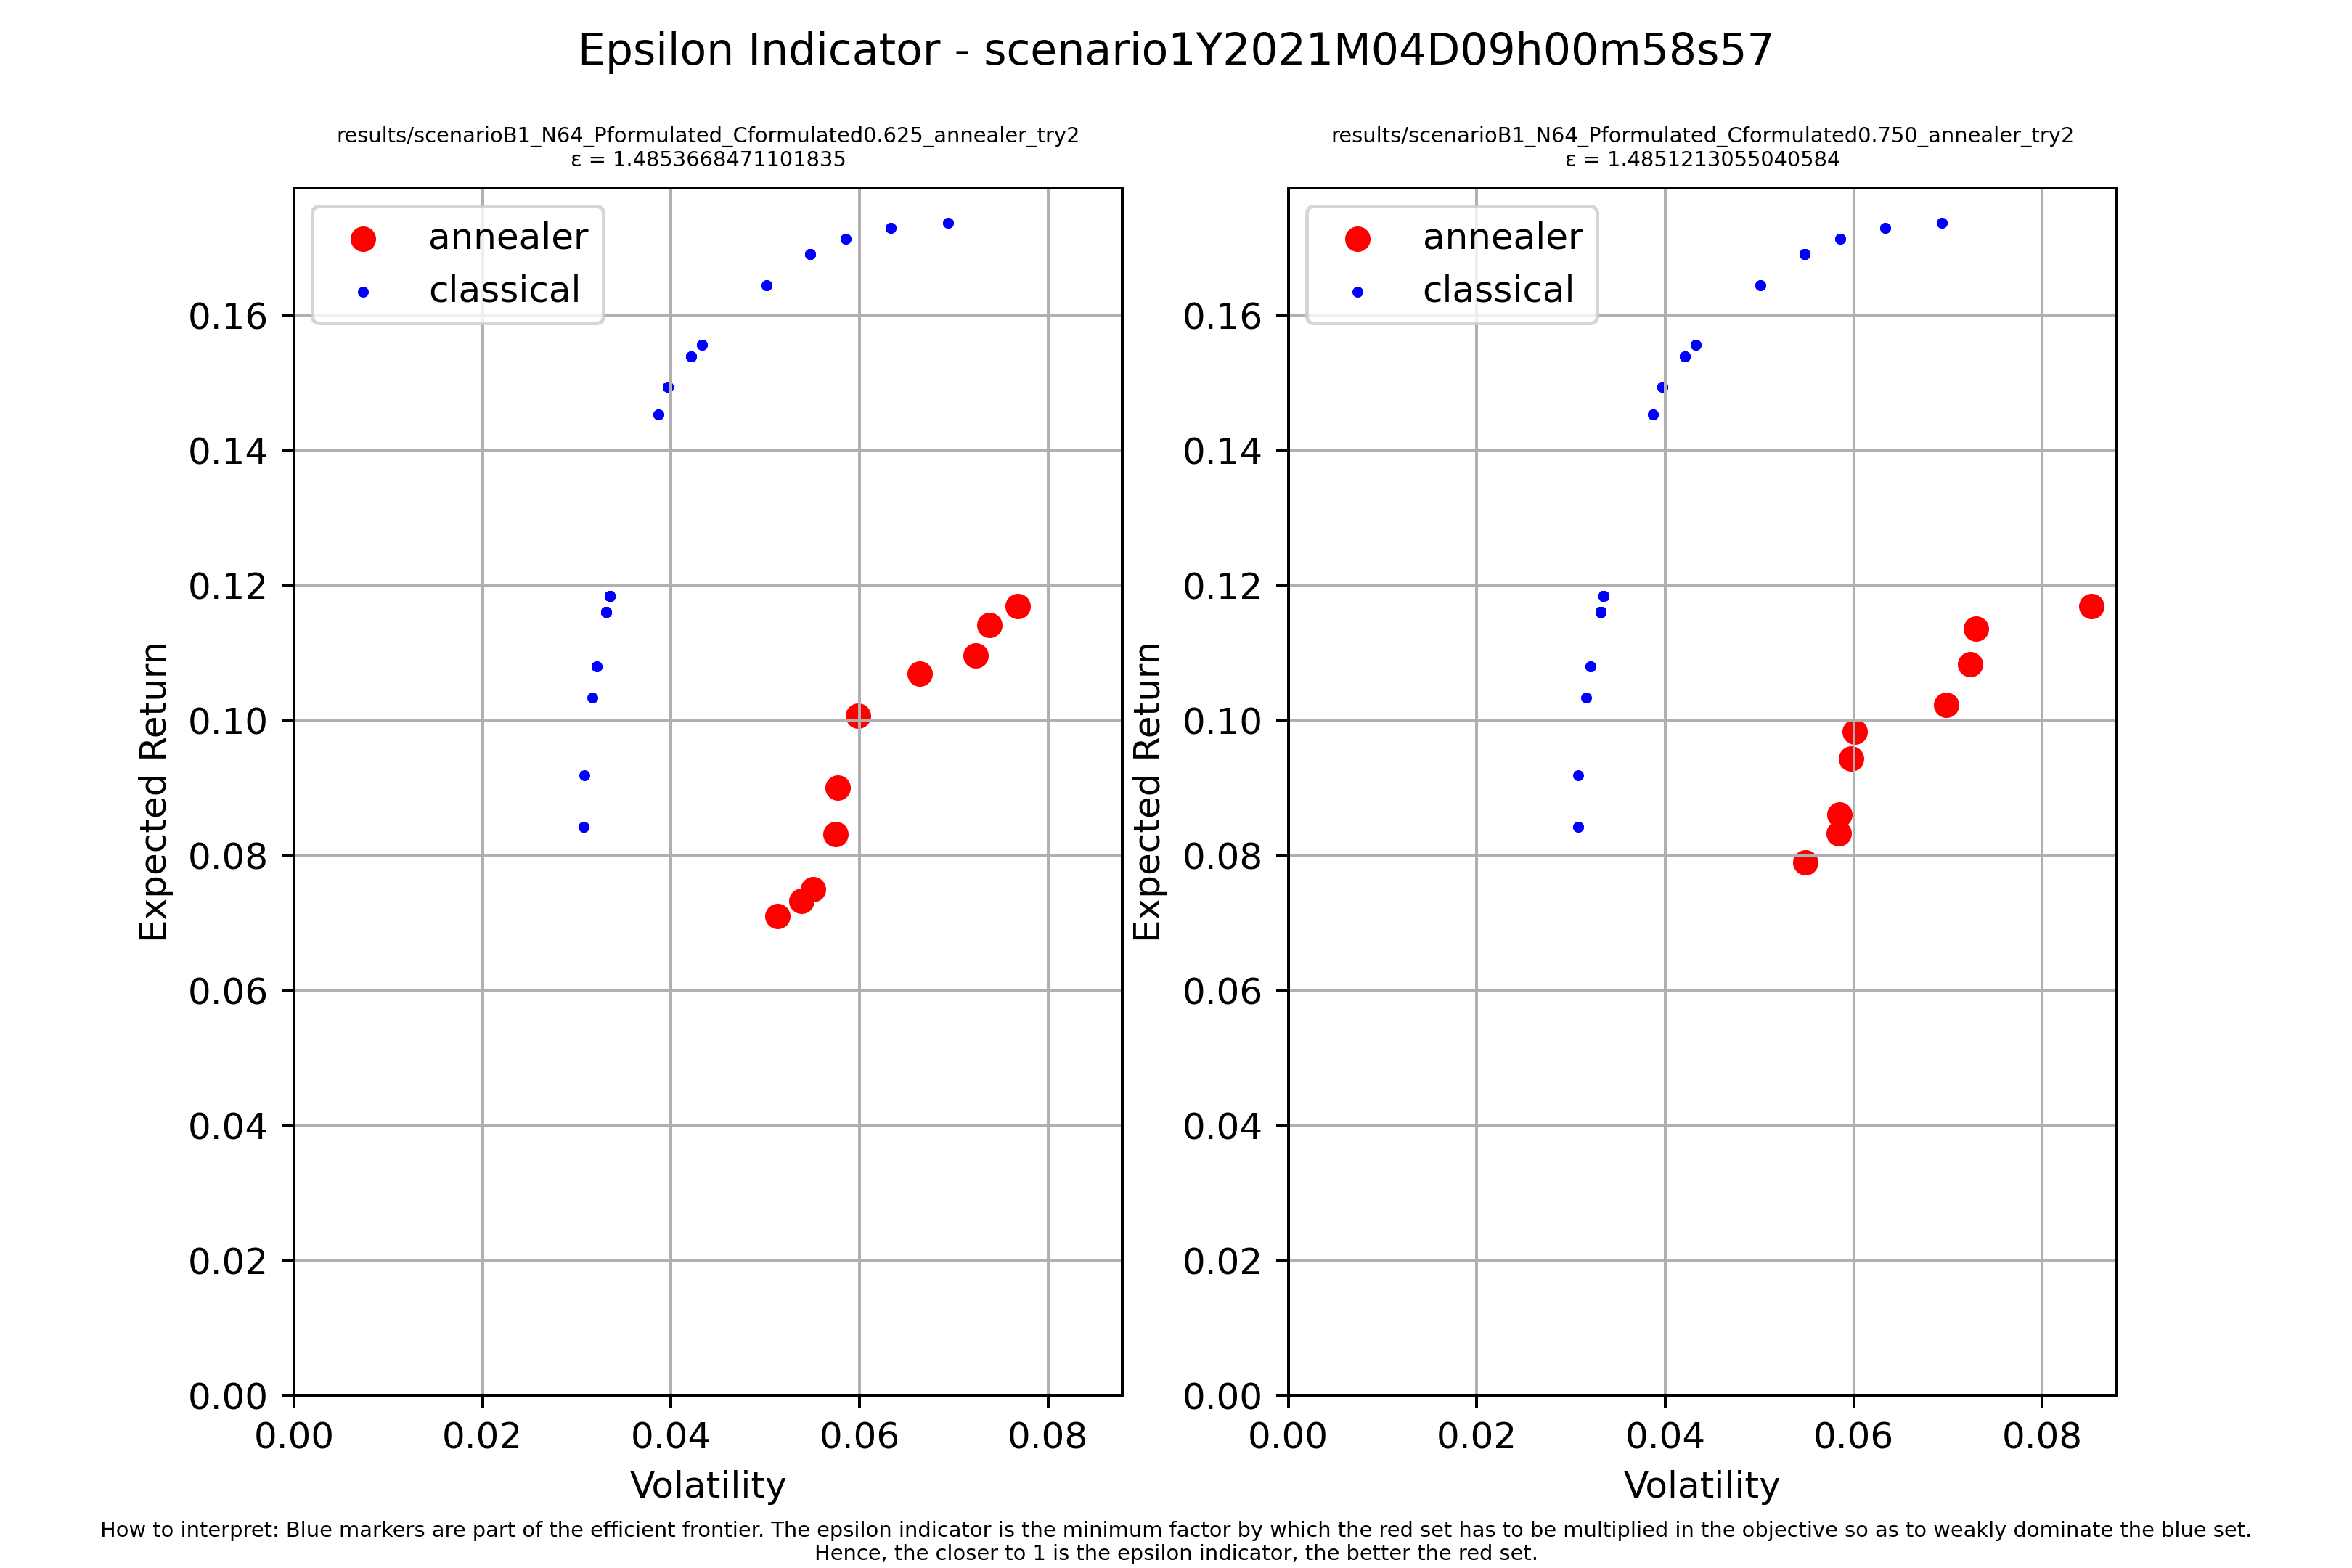 Epsilon Indicator - scenario1Y2021M04D09h00m58s57
results/scenarioB1_N64_Pformulated_Cformulated0.625_annealer_try2
ε = 1.4853668471101835
annealer
classical
0.16
0.14
0.12
0.10
0.08
0.06
0.04
0.02
0.00
Expected Return
0.00 0.02 0.04 0.06 0.08
Volatility
results/scenarioB1_N64_Pformulated_Cformulated0.750_annealer_try2
ε = 1.4851213055040584
annealer
classical
0.16
0.14
0.12
0.10
0.08
0.06
0.04
0.02
0.00
Expected Return
0.00 0.02 0.04 0.06 0.08
Volatility
How to interpret: Blue markers are part of the efficient frontier. The epsilon indicator is the minimum factor by which the red set has to be multiplied in the objective so as to weakly dominate the blue set.
Hence, the closer to 1 is the epsilon indicator, the better the red set.